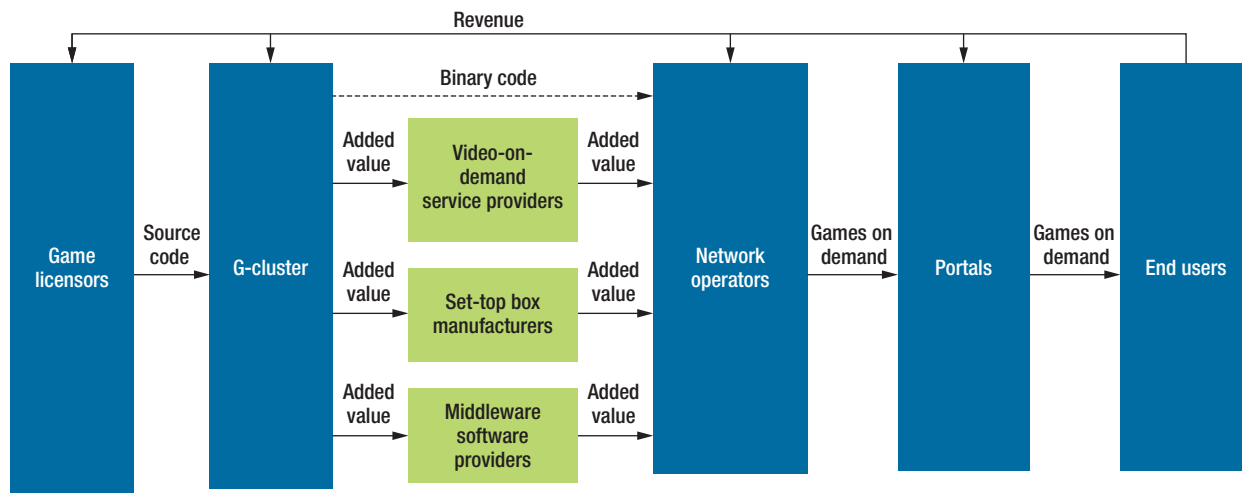 Revenue
Binary code
Added
value
Video-on-
demand
service providers
Added
value
Game
licensors
Source
code
G-cluster
Added
value
Set-top box
manufacturers
Added
value
Network
operators
Games on
demand
Portals
Games on
demand
End users
Added
value
Middleware
software
providers
Added
value